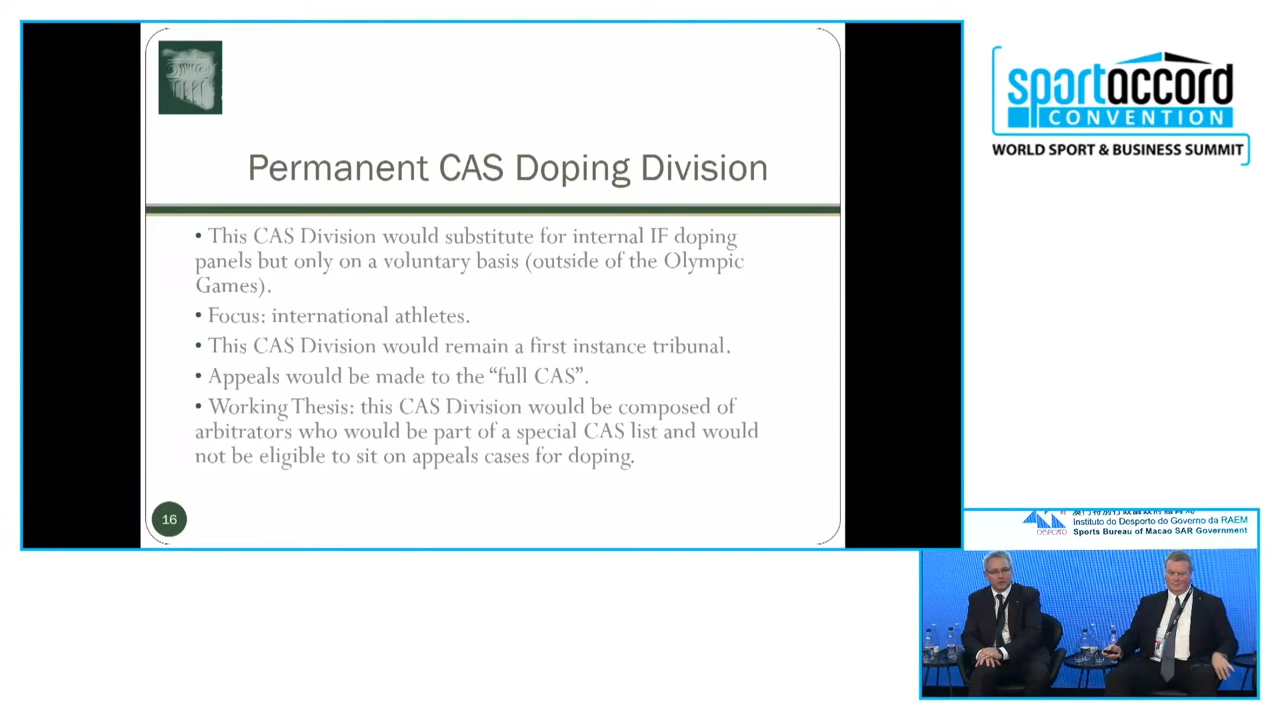 Permanent CAS Doping Division
• This CAS Division would substitute for internal IF doping
panels but only on a voluntary basis (outside of the Olympic
Games).
• Focus: international athletes.
• This CAS Division would remain a first instance tribunal.
• Appeals would be made to the “full CAS”.
• Working Thesis: this CAS Division would be composed of
arbitrators who would be part of a special CAS list and would
not be eligible to sit on appeals cases for doping.
16
sportaccord
CONVENTION
WORLD SPORT & BUSINESS SUMMIT
DESPORTO
Instituto do Desporto do Governo da RAEM
Sports Bureau of Macao SAR Government